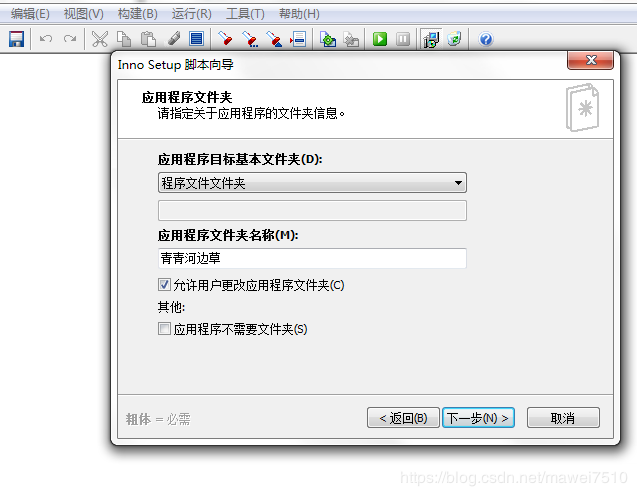 编辑(E) 视图(V) 构建(B) 运行(R) 工具(T) 帮助(H)
Inno Setup 脚本向导
应用程序文件夹
请指定关于应用程序的文件夹信息。
应用程序目标基本文件夹(D):
程序文件文件夹
应用程序文件夹名称(M):
青青河边草
允许用户更改应用程序文件夹(C)
其他:
应用程序不需要文件夹(S)
粗体 = 必需
< 返回(B) 下一步(N) > 取消
https://blog.csdn.net/mawei7510